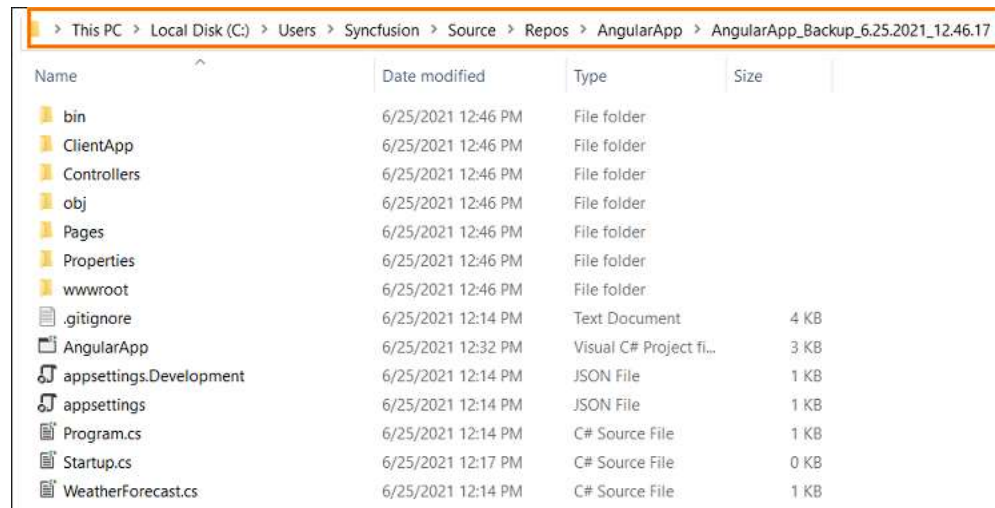 > This PC > Local Disk (C:) > Users > Syncfusion > Source > Repos > AngularApp > AngularApp_Backup_6.25.2021_12.46.17
Name Date modified Type Size
bin 6/25/2021 12:46 PM File folder
ClientApp 6/25/2021 12:46 PM File folder
Controllers 6/25/2021 12:46 PM File folder
obj 6/25/2021 12:46 PM File folder
Pages 6/25/2021 12:46 PM File folder
Properties 6/25/2021 12:46 PM File folder
wwwroot 6/25/2021 12:46 PM File folder
.gitignore 6/25/2021 12:14 PM Text Document 4 KB
AngularApp 6/25/2021 12:32 PM Visual C# Project fi... 3 KB
appsettings.Development 6/25/2021 12:14 PM JSON File 1 KB
appsettings 6/25/2021 12:14 PM JSON File 1 KB
Program.cs 6/25/2021 12:14 PM C# Source File 1 KB
Startup.cs 6/25/2021 12:17 PM C# Source File 0 KB
WeatherForecast.cs 6/25/2021 12:14 PM C# Source File 1 KB